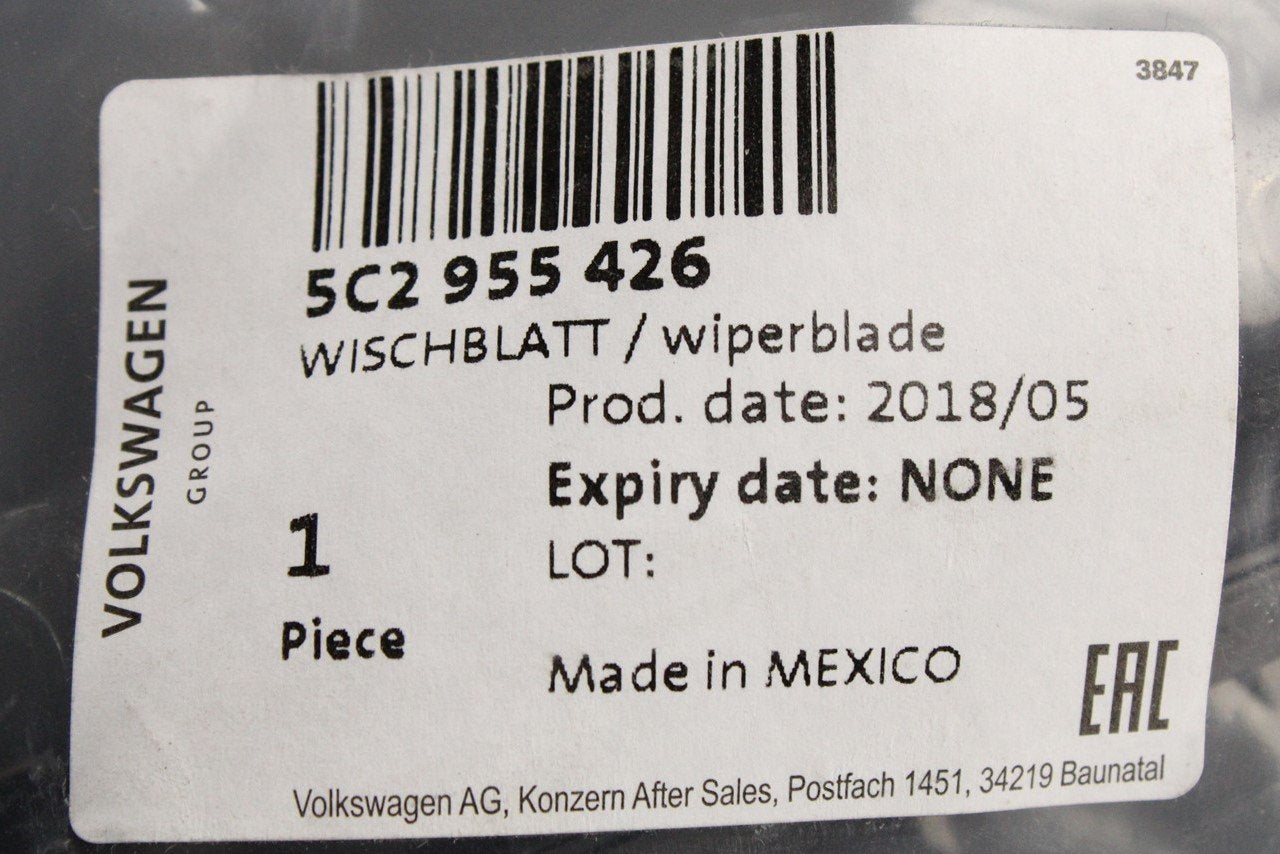 3847
5C2 955 426
WISCHBLATT / wiperblade
Prod. date: 2018/05
Expiry date: NONE
LOT:
1
Piece
Made in MEXICO
EAC
Volkswagen AG, Konzern After Sales, Postfach 1451, 34219 Baunatal
VOLKSWAGEN
GROUP